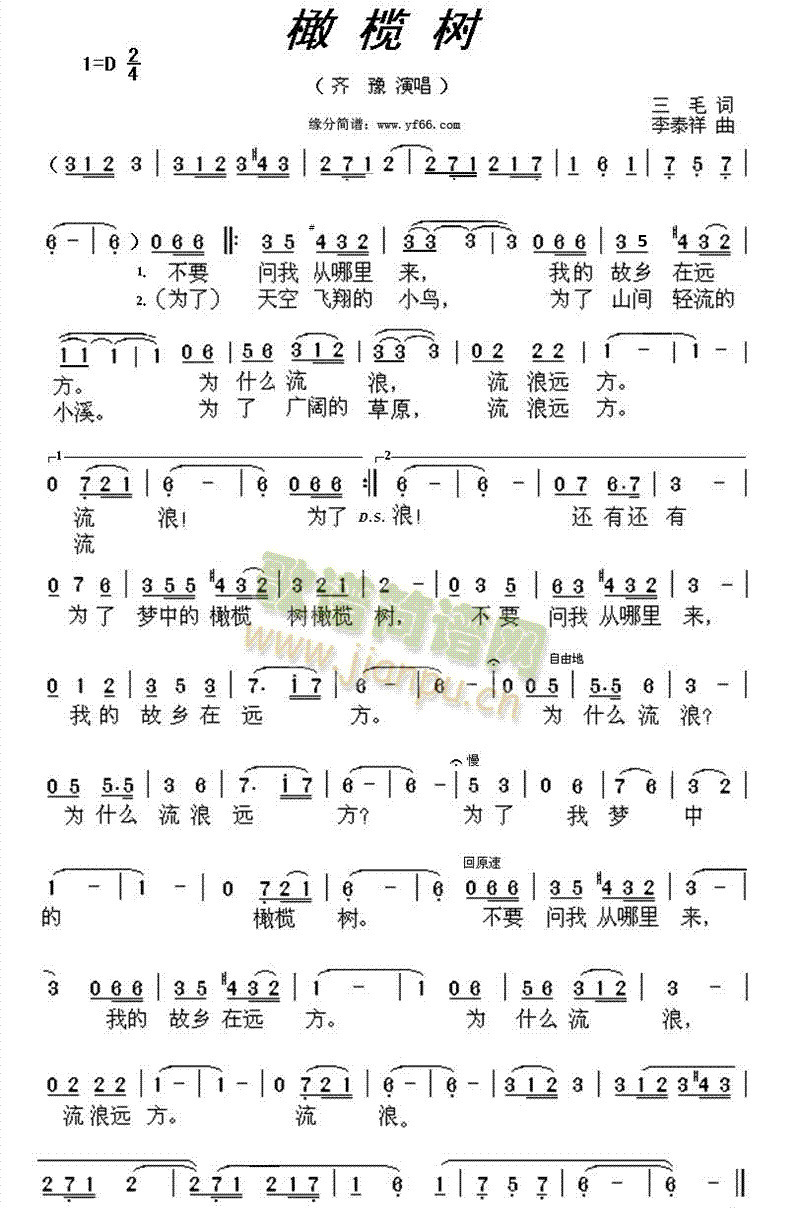 橄榄树
1=D 2/4
（齐 豫 演唱）
三 毛 词
缘分简谱：www.yf66.com
李泰祥 曲
( 3 1 2 3 | 3 1 2 3 #4 3 | 2 7 1 2 | 2 7 1 2 1 7 | 1 6 1 | 7 5 7 |
6 - | 6 ) 0 6 6 ‖: 3 5 #4 3 2 | 3 3 3 | 3 0 6 6 | 3 5 #4 3 2 |
1. 不要 问我 从哪里 来， 我的 故乡 在远
2.（为了）天空 飞翔的 小鸟， 为了 山间 轻流的
1 1 1 | 1 0 6 | 5 6 3 1 2 | 3 3 3 | 0 2 2 2 | 1 - | 1 - |
方。 为 什么 流 浪， 流 浪远 方。
小溪。 为 了 广阔的 草原， 流 浪远 方。
1 2
0 7 2 1 | 6 - | 6 0 6 6 :‖ 6 - | 6 - | 0 7 6.7 | 3 - |
流 浪！ 为了 D.S. 浪！ 还 有还 有
流
0 7 6 | 3 5 5 #4 3 2 | 3 2 1 | 2 - | 0 3 5 | 6 3 #4 3 2 | 3 - |
为 了 梦中的 橄榄 树橄榄 树， 不 要 问我 从哪里 来，
自由地
0 1 2 | 3 5 3 | 7. i 7 | 6 - | 6 - | 0 0 5 | 5.5 6 | 3 - |
我的 故乡在 远 方。 为 什么流 浪？
慢
0 5 5.5 | 3 6 | 7. i 7 | 6 - | 6 - | 5 3 | 0 6 | 7 6 | 3 2 |
为什么 流浪 远 方？ 为了 我 梦 中
回原速
1 - | 1 - | 0 7 2 1 | 6 - | 6 0 6 6 | 3 5 #4 3 2 | 3 - |
的 橄榄 树。 不要 问我 从哪里 来，
3 0 6 6 | 3 5 #4 3 2 | 1 - | 1 0 6 | 5 6 3 1 2 | 3 - |
我的 故乡 在远 方。 为 什么 流 浪，
0 2 2 2 | 1 - | 1 - | 0 7 2 1 | 6 - | 6 - | 3 1 2 3 | 3 1 2 3 #4 3 |
流 浪远 方。 流 浪。
2 7 1 2 | 2 7 1 2 1 7 | 1 6 | 1 | 7 5 7 | 6 - | 6 - ‖
歌谱简谱网
www.jianpu.cn